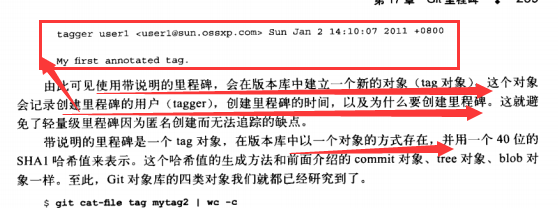 第 17 章 Git 里程碑
tagger user1 <user1@sun.ossxp.com> Sun Jan 2 14:10:07 2011 +0800
My first annotated tag.
由此可见使用带说明的里程碑，会在版本库中建立一个新的对象（tag 对象），这个对象
会记录创建里程碑的用户（tagger），创建里程碑的时间，以及为什么要创建里程碑。这就避
免了轻量级里程碑因为匿名创建而无法追踪的缺点。
带说明的里程碑是一个 tag 对象，在版本库中以一个对象的方式存在，并用一个 40 位的
SHA1 哈希值来表示。这个哈希值的生成方法和前面介绍的 commit 对象、tree 对象、blob 对
象一样。至此，Git 对象库的四类对象我们就都已经研究到了。
$ git cat-file tag mytag2 | wc -c